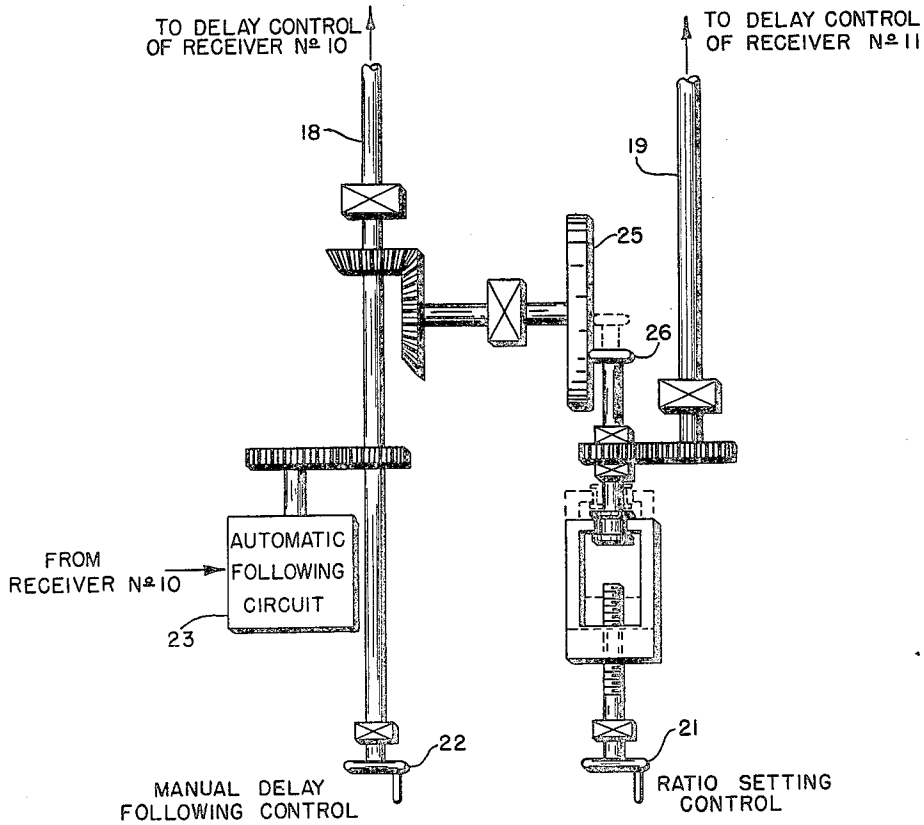 TO DELAY CONTROL
OF RECEIVER Nº 10
TO DELAY CONTROL
OF RECEIVER Nº 11
18
19
25
26
FROM
RECEIVER Nº 10
AUTOMATIC
FOLLOWING
CIRCUIT
23
22
21
MANUAL DELAY
FOLLOWING CONTROL
RATIO SETTING
CONTROL